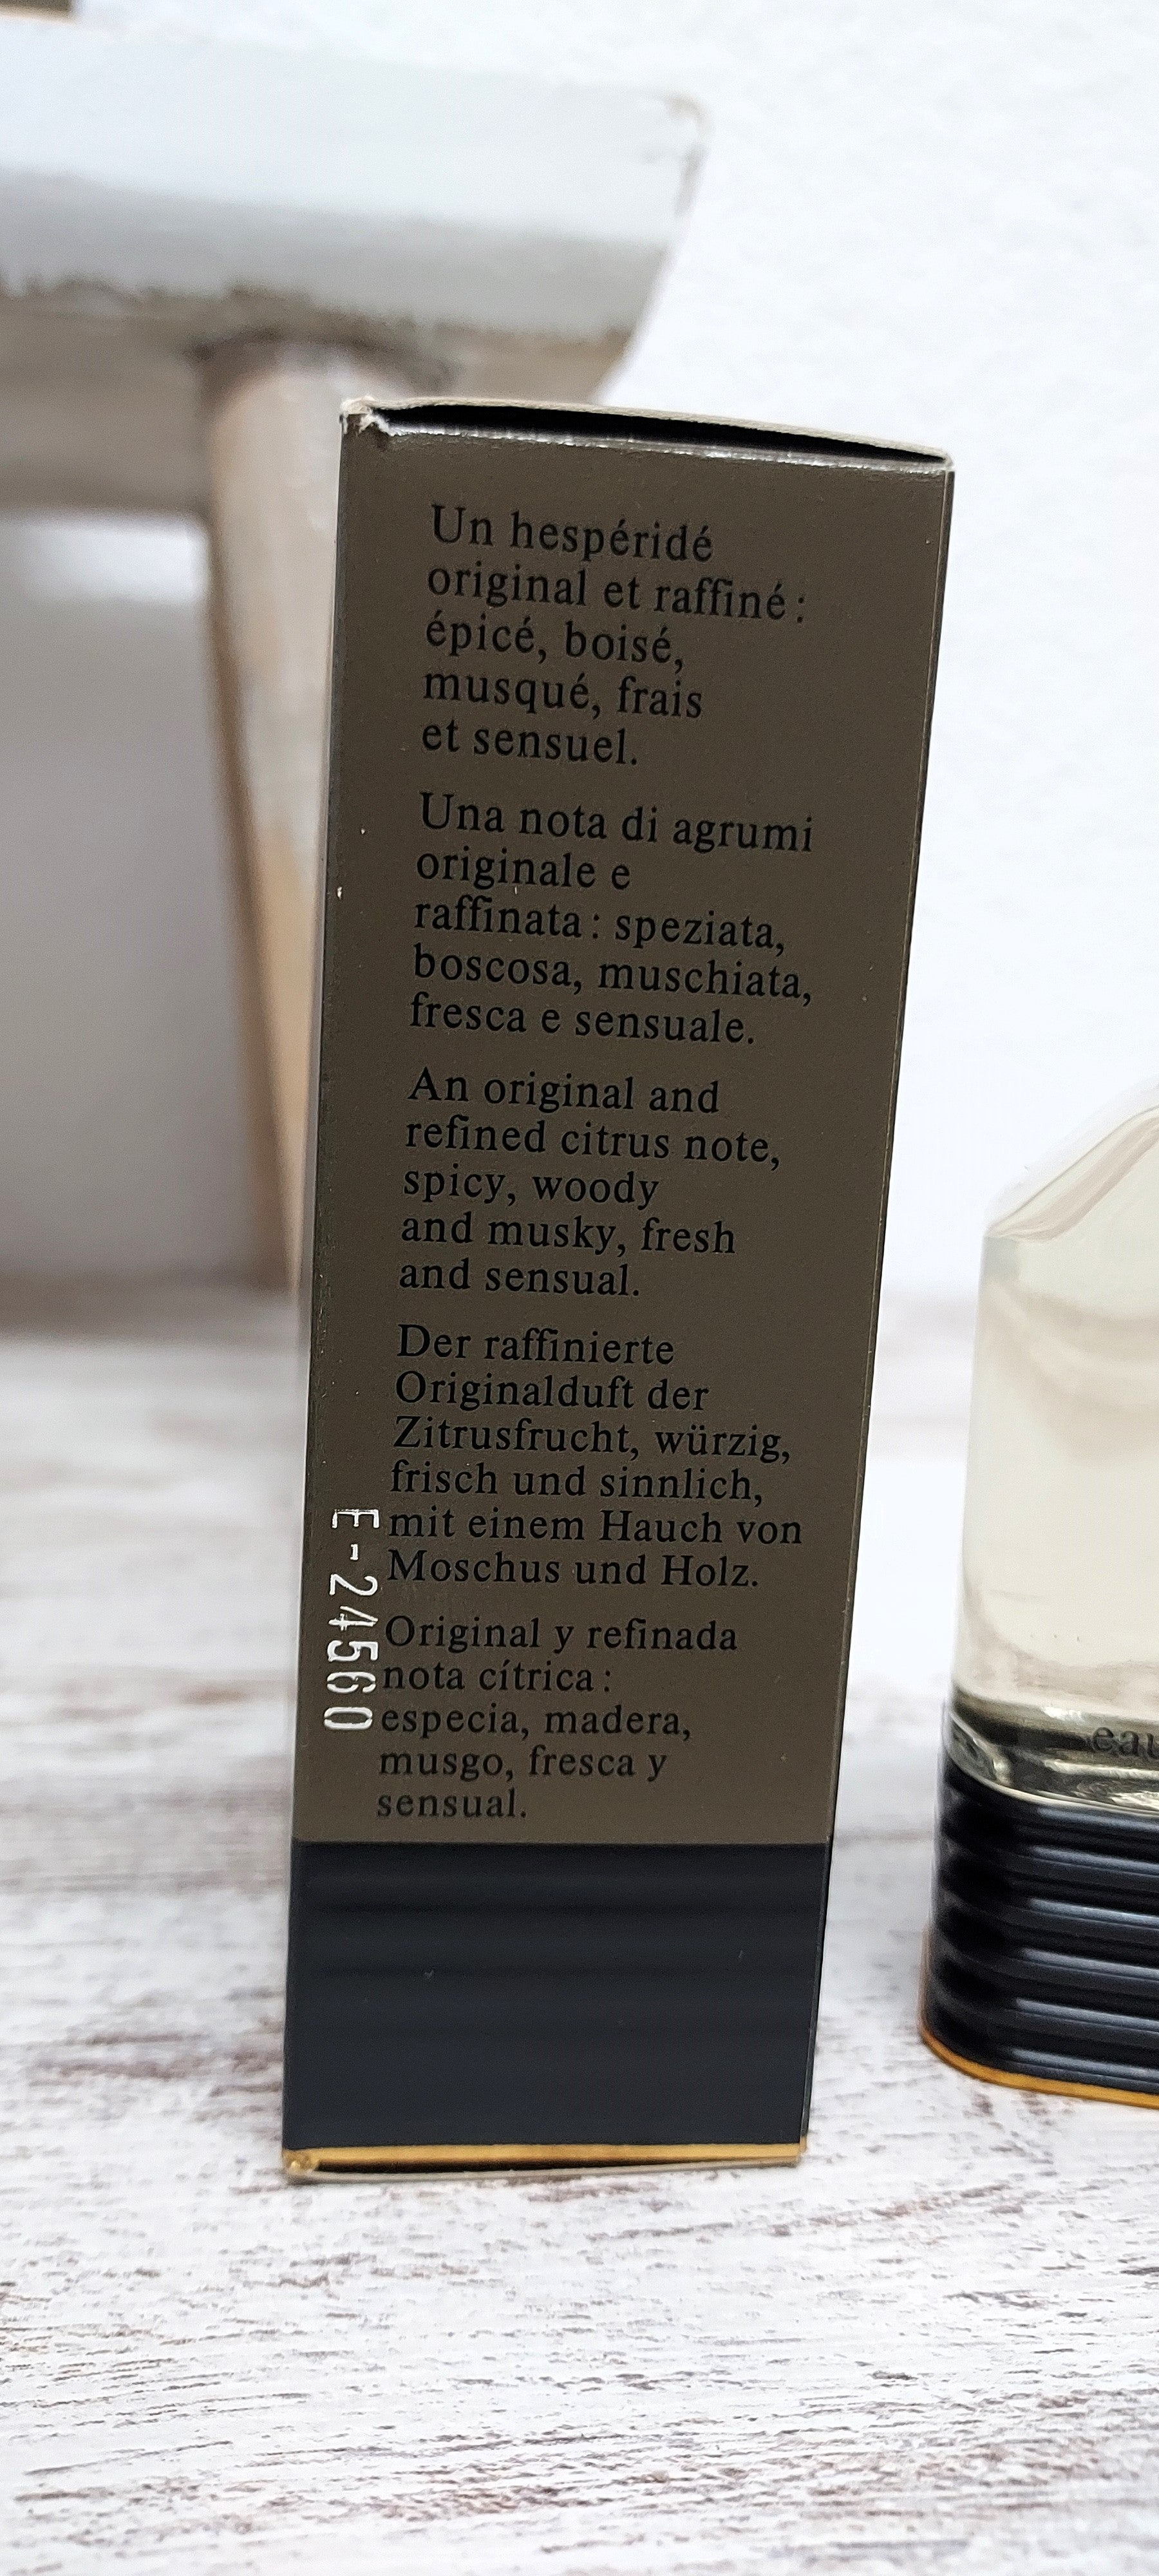 Un hespéridé
original et raffiné :
épicé, boisé,
musqué, frais
et sensuel.
Una nota di agrumi
originale e
raffinata : speziata,
boscosa, muschiata,
fresca e sensuale.
An original and
refined citrus note,
spicy, woody
and musky, fresh
and sensual.
Der raffinierte
Originalduft der
Zitrusfrucht, würzig,
frisch und sinnlich,
mit einem Hauch von
Moschus und Holz.
Original y refinada
nota cítrica :
especia, madera,
musgo, fresca y
sensual.
E-24560
eau